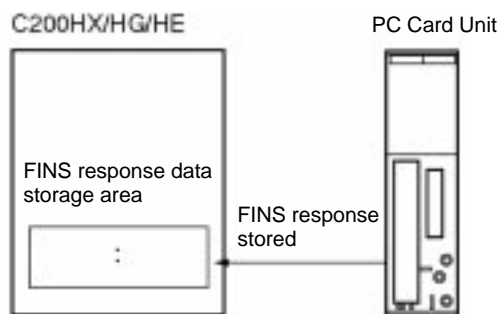 C200HX/HG/HE
PC Card Unit
FINS response data
storage area
:
FINS response
stored